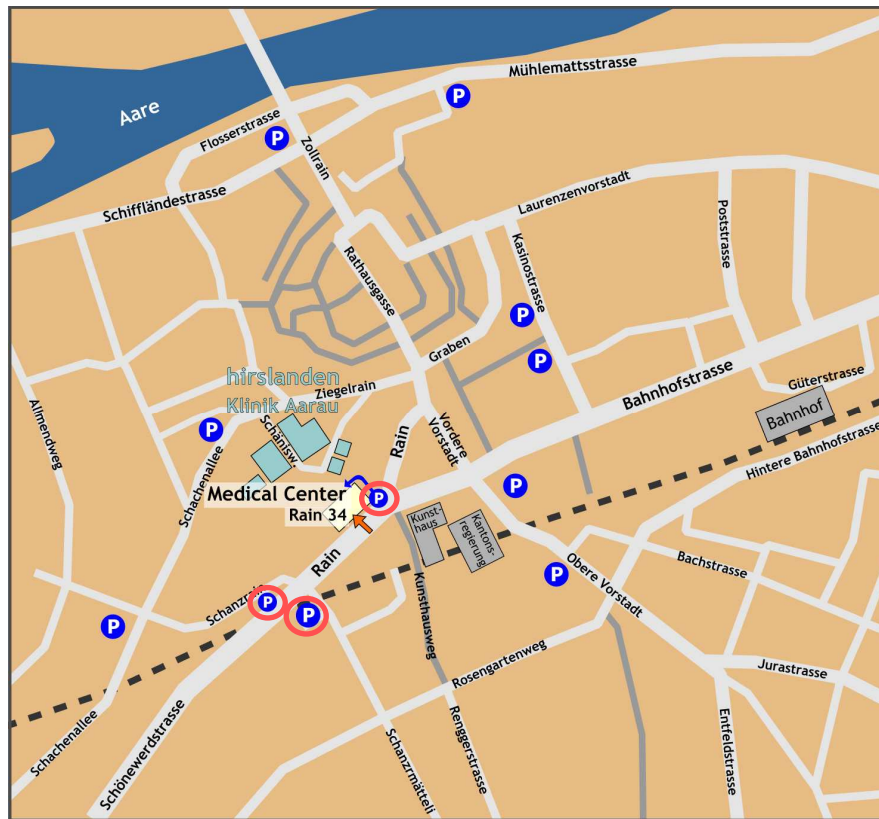 Mühlemattsstrasse
Aare
P
Flosserstrasse
P
Zollrain
Laurenzenvorstadt
Schiffländestrasse
Poststrasse
Kasinostrasse
Rathausgasse
P
Graben
P
hirslanden
Klinik Aarau
Ziegelrain
Bahnhofstrasse
Güterstrasse
Bahnhof
Allmendweg
P
Schänisw.
Rain
Vordere
Vorstadt
Hintere Bahnhofstrasse
Schachenallee
P
Medical Center
Rain 34
P
Kunst-
haus
Kantons-
regierung
Rain
Obere Vorstadt
P
Bachstrasse
Schanzrain
P
P
P
Kunsthausweg
Rosengartenweg
Jurastrasse
Schachenallee
Schönewerdstrasse
Schanzmätteli
Renggerstrasse
Entfeldstrasse